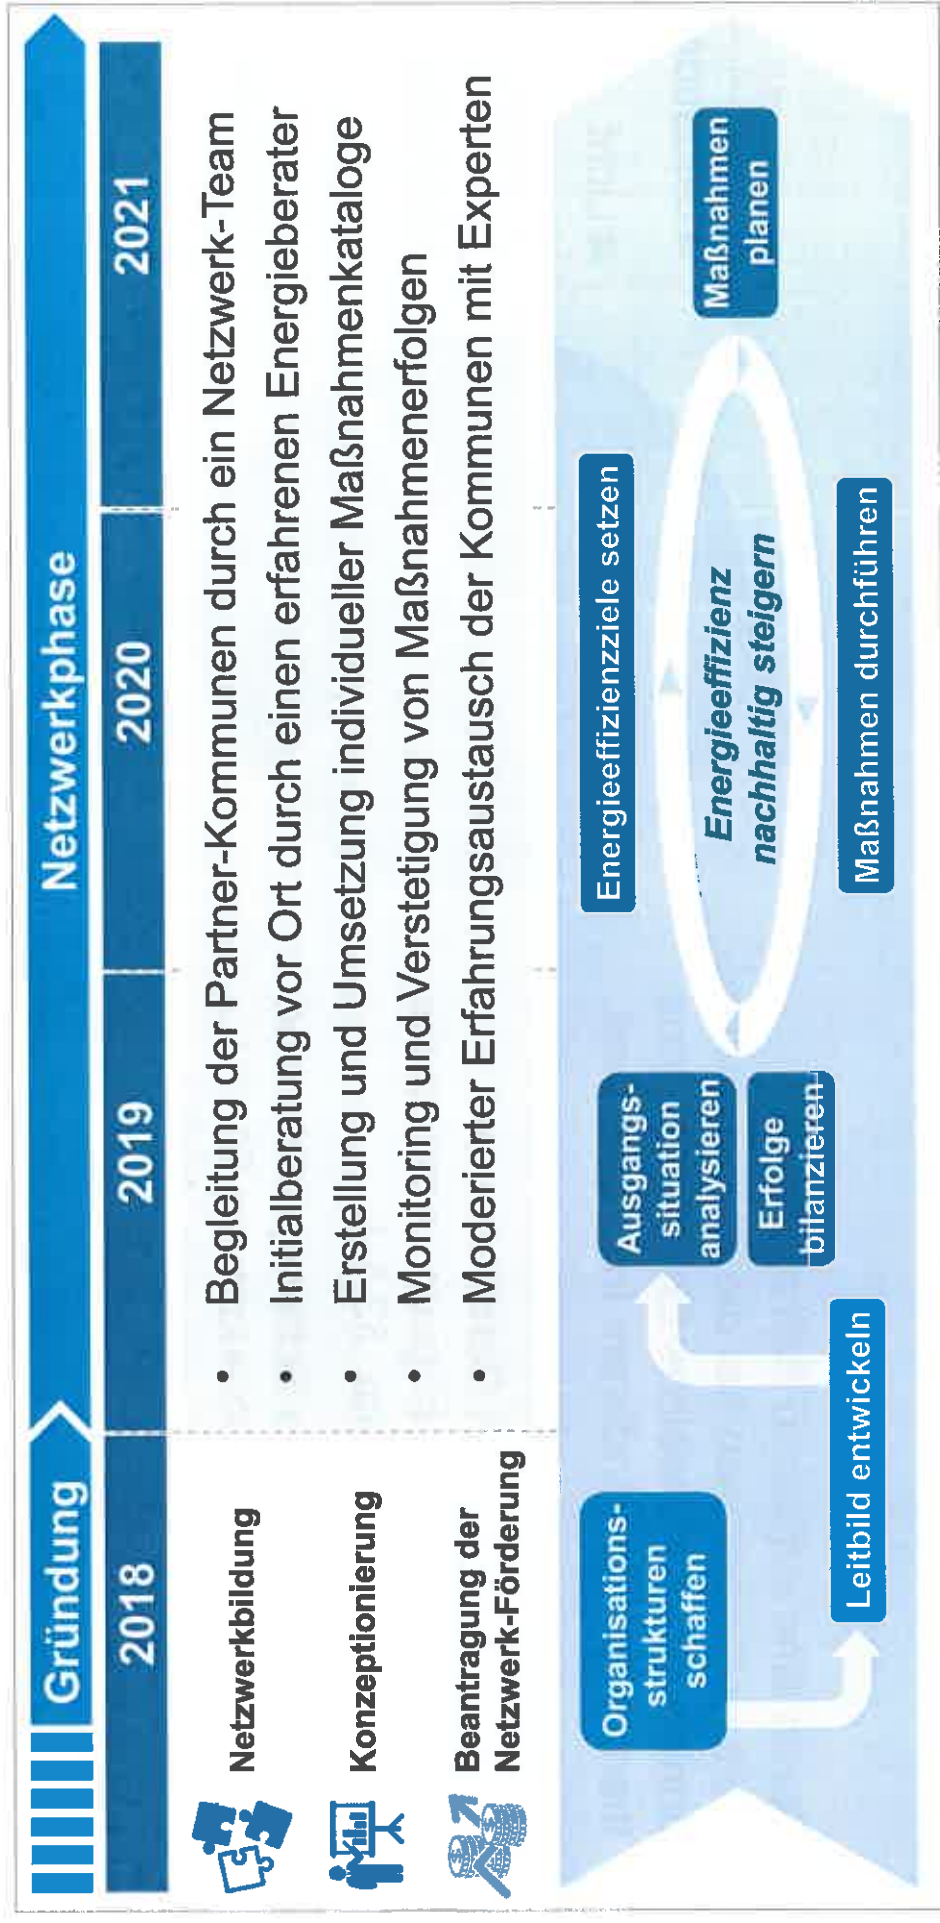 Gründung
Netzwerkphase
2018
2019
2020
2021
Netzwerkbildung
Konzeptionierung
Beantragung der
Netzwerk-Förderung
• Begleitung der Partner-Kommunen durch ein Netzwerk-Team
• Initialberatung vor Ort durch einen erfahrenen Energieberater
• Erstellung und Umsetzung individueller Maßnahmenkataloge
• Monitoring und Verstetigung von Maßnahmenerfolgen
• Moderierter Erfahrungsaustausch der Kommunen mit Experten
Organisations-
strukturen
schaffen
Leitbild entwickeln
Ausgangs-
situation
analysieren
Erfolge
bilanzieren
Energieeffizienzziele setzen
Energieeffizienz
nachhaltig steigern
Maßnahmen durchführen
Maßnahmen
planen